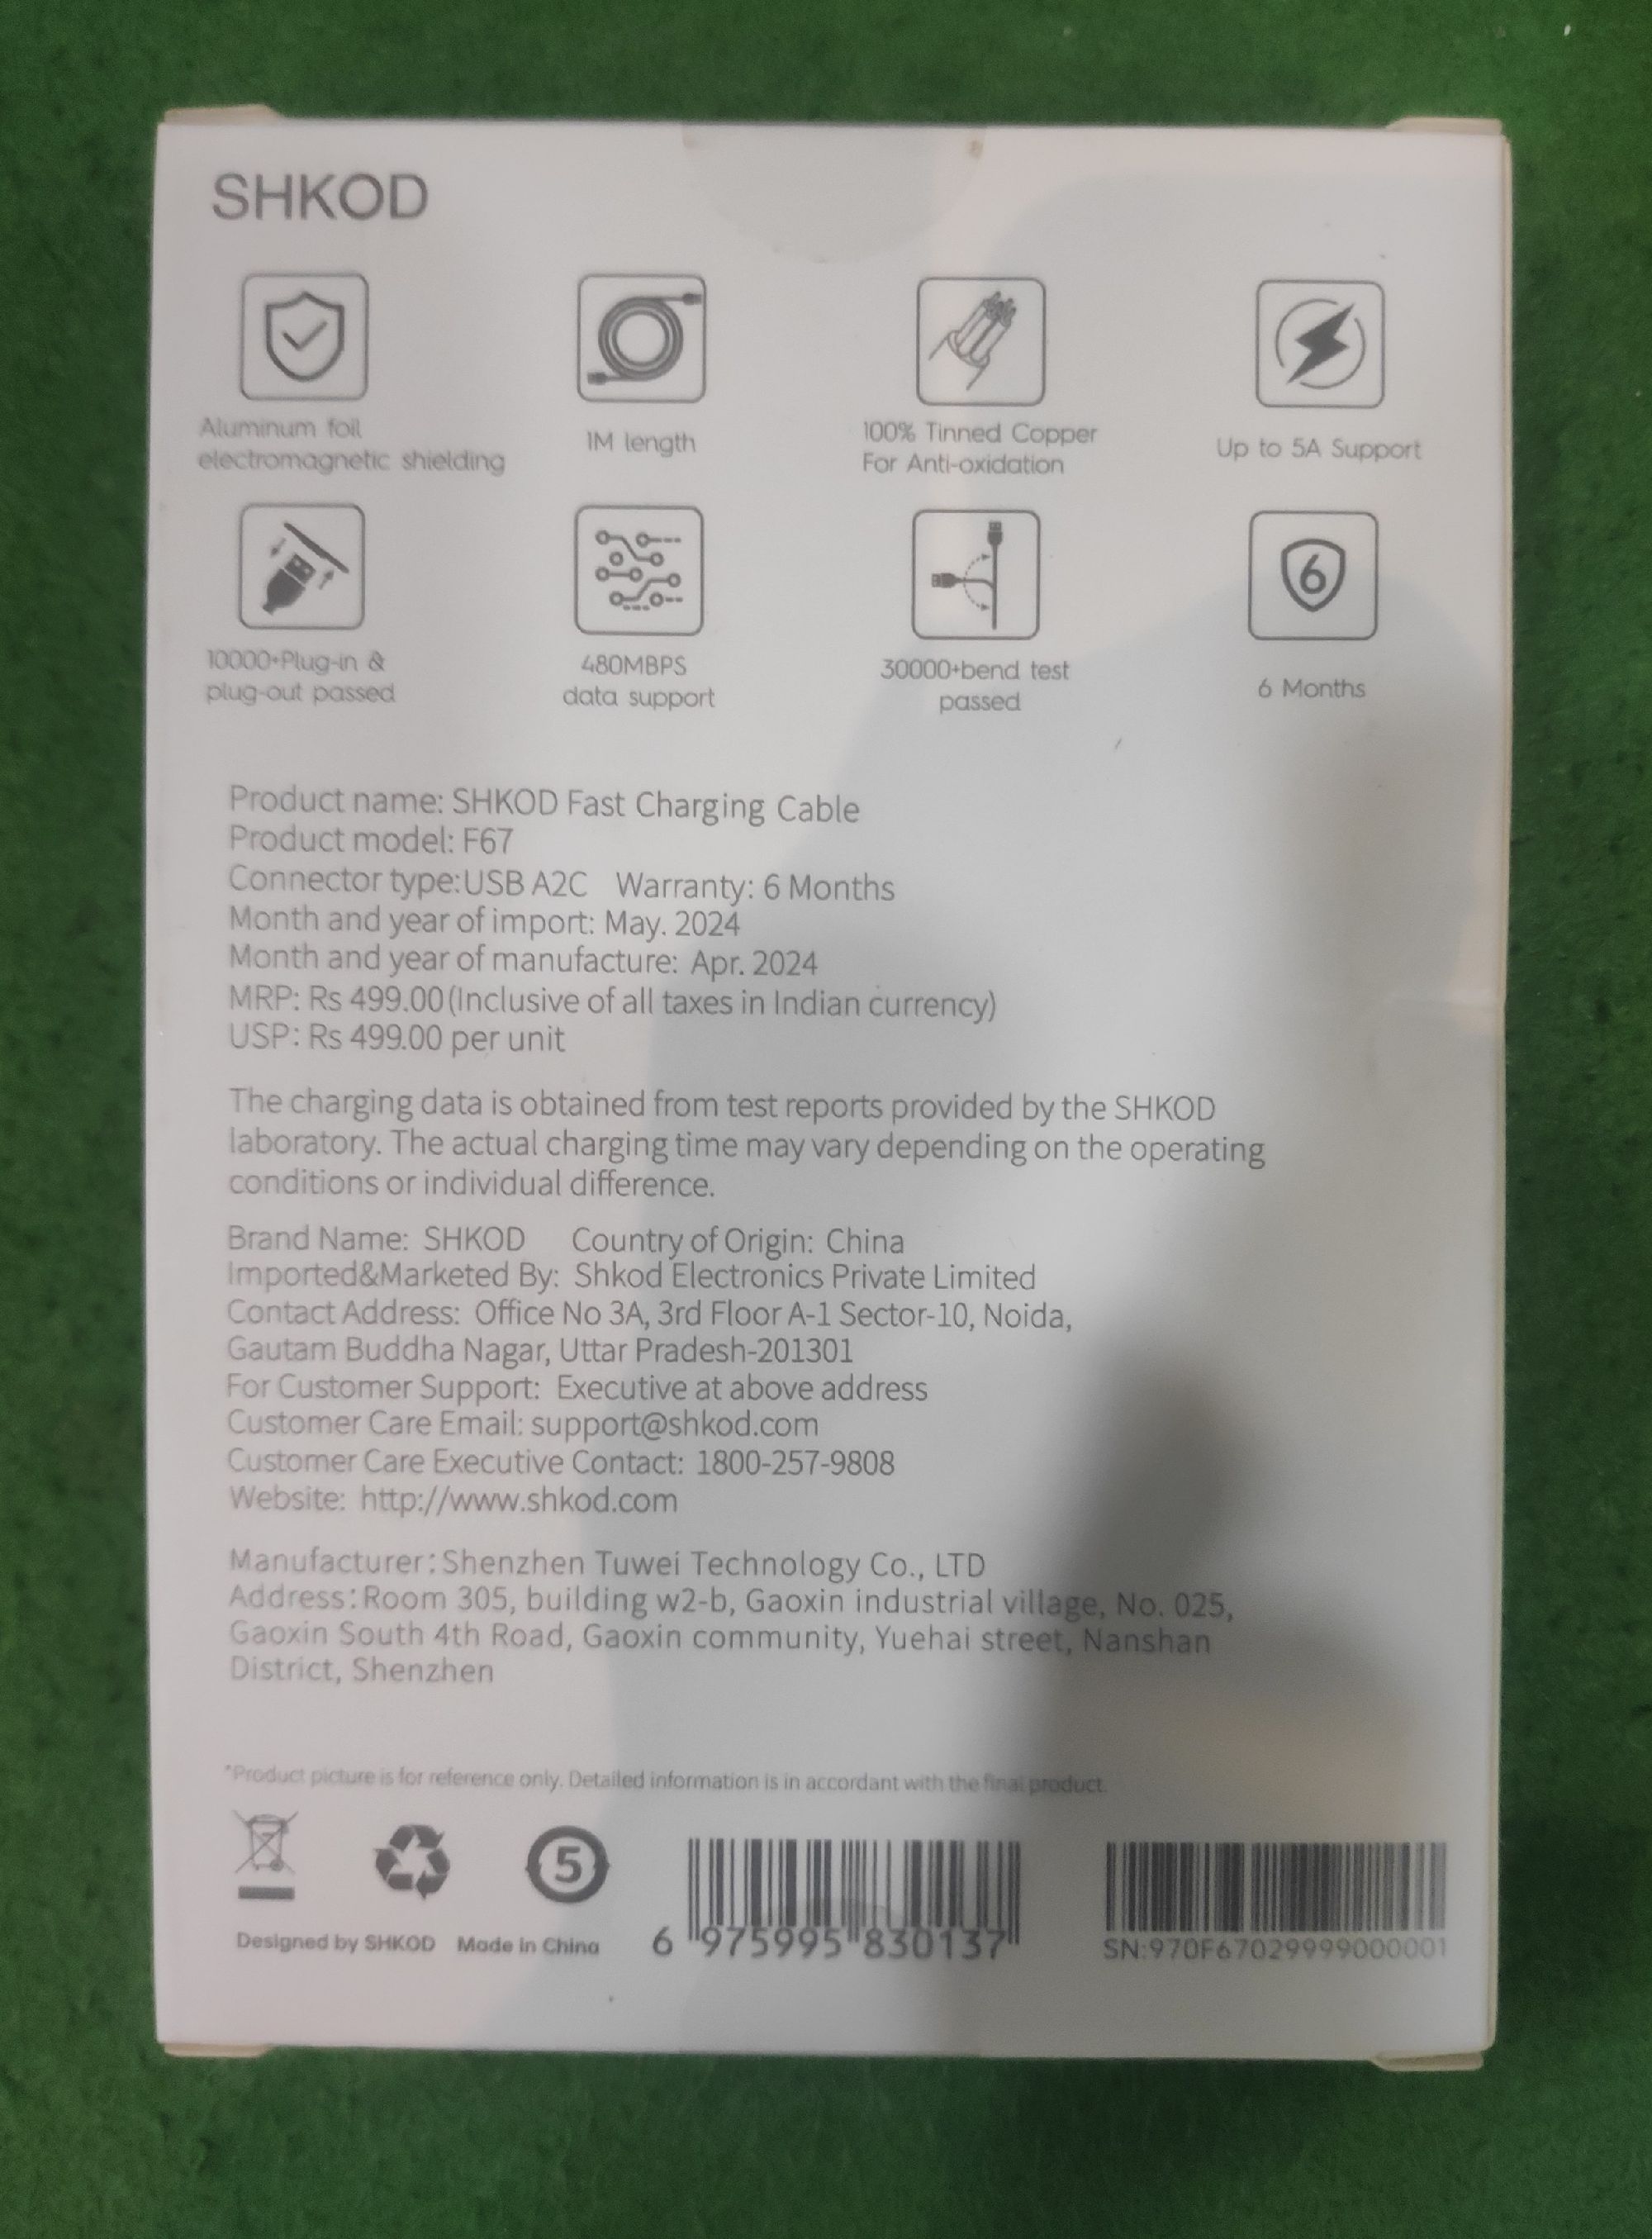 SHKOD
Aluminum foil
electromagnetic shielding
1M length
100% Tinned Copper
For Anti-oxidation
Up to 5A Support
10000+Plug-in &
plug-out passed
480MBPS
data support
30000+bend test
passed
6
6 Months
Product name: SHKOD Fast Charging Cable
Product model: F67
Connector type:USB A2C Warranty: 6 Months
Month and year of import: May. 2024
Month and year of manufacture: Apr. 2024
MRP: Rs 499.00(Inclusive of all taxes in Indian currency)
USP: Rs 499.00 per unit
The charging data is obtained from test reports provided by the SHKOD
laboratory. The actual charging time may vary depending on the operating
conditions or individual difference.
Brand Name: SHKOD Country of Origin: China
Imported&Marketed By: Shkod Electronics Private Limited
Contact Address: Office No 3A, 3rd Floor A-1 Sector-10, Noida,
Gautam Buddha Nagar, Uttar Pradesh-201301
For Customer Support: Executive at above address
Customer Care Email: support@shkod.com
Customer Care Executive Contact: 1800-257-9808
Website: http://www.shkod.com
Manufacturer:Shenzhen Tuwei Technology Co., LTD
Address:Room 305, building w2-b, Gaoxin industrial village, No. 025,
Gaoxin South 4th Road, Gaoxin community, Yuehai street, Nanshan
District, Shenzhen
*Product picture is for reference only. Detailed information is in accordant with the final product.
5
Designed by SHKOD Made in China
6 975995 830137
SN:970F67029999000001